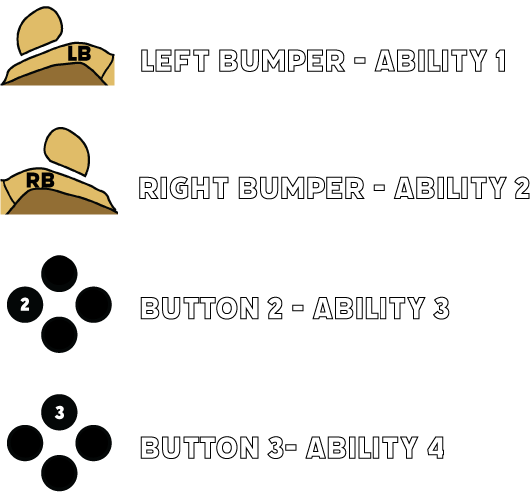 LB
LEFT BUMPER - ABILITY 1
RB
RIGHT BUMPER - ABILITY 2
2
BUTTON 2 - ABILITY 3
3
BUTTON 3- ABILITY 4